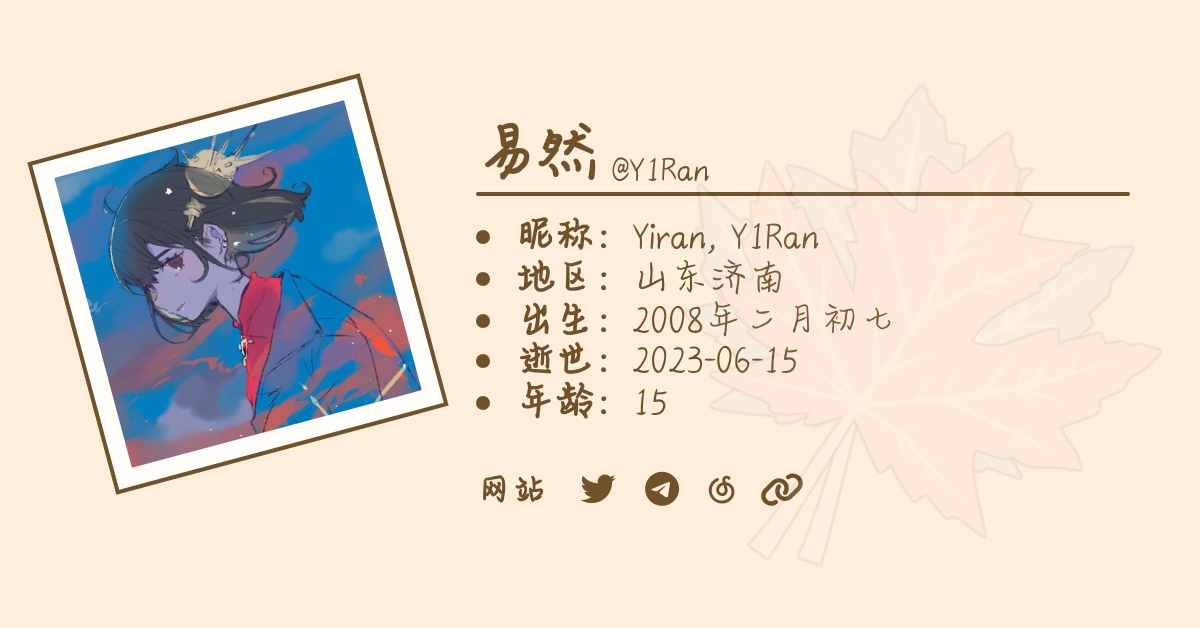 易然 @Y1Ran
昵称： Yiran, Y1Ran
地区： 山东济南
出生： 2008年二月初七
逝世： 2023-06-15
年龄： 15
网站